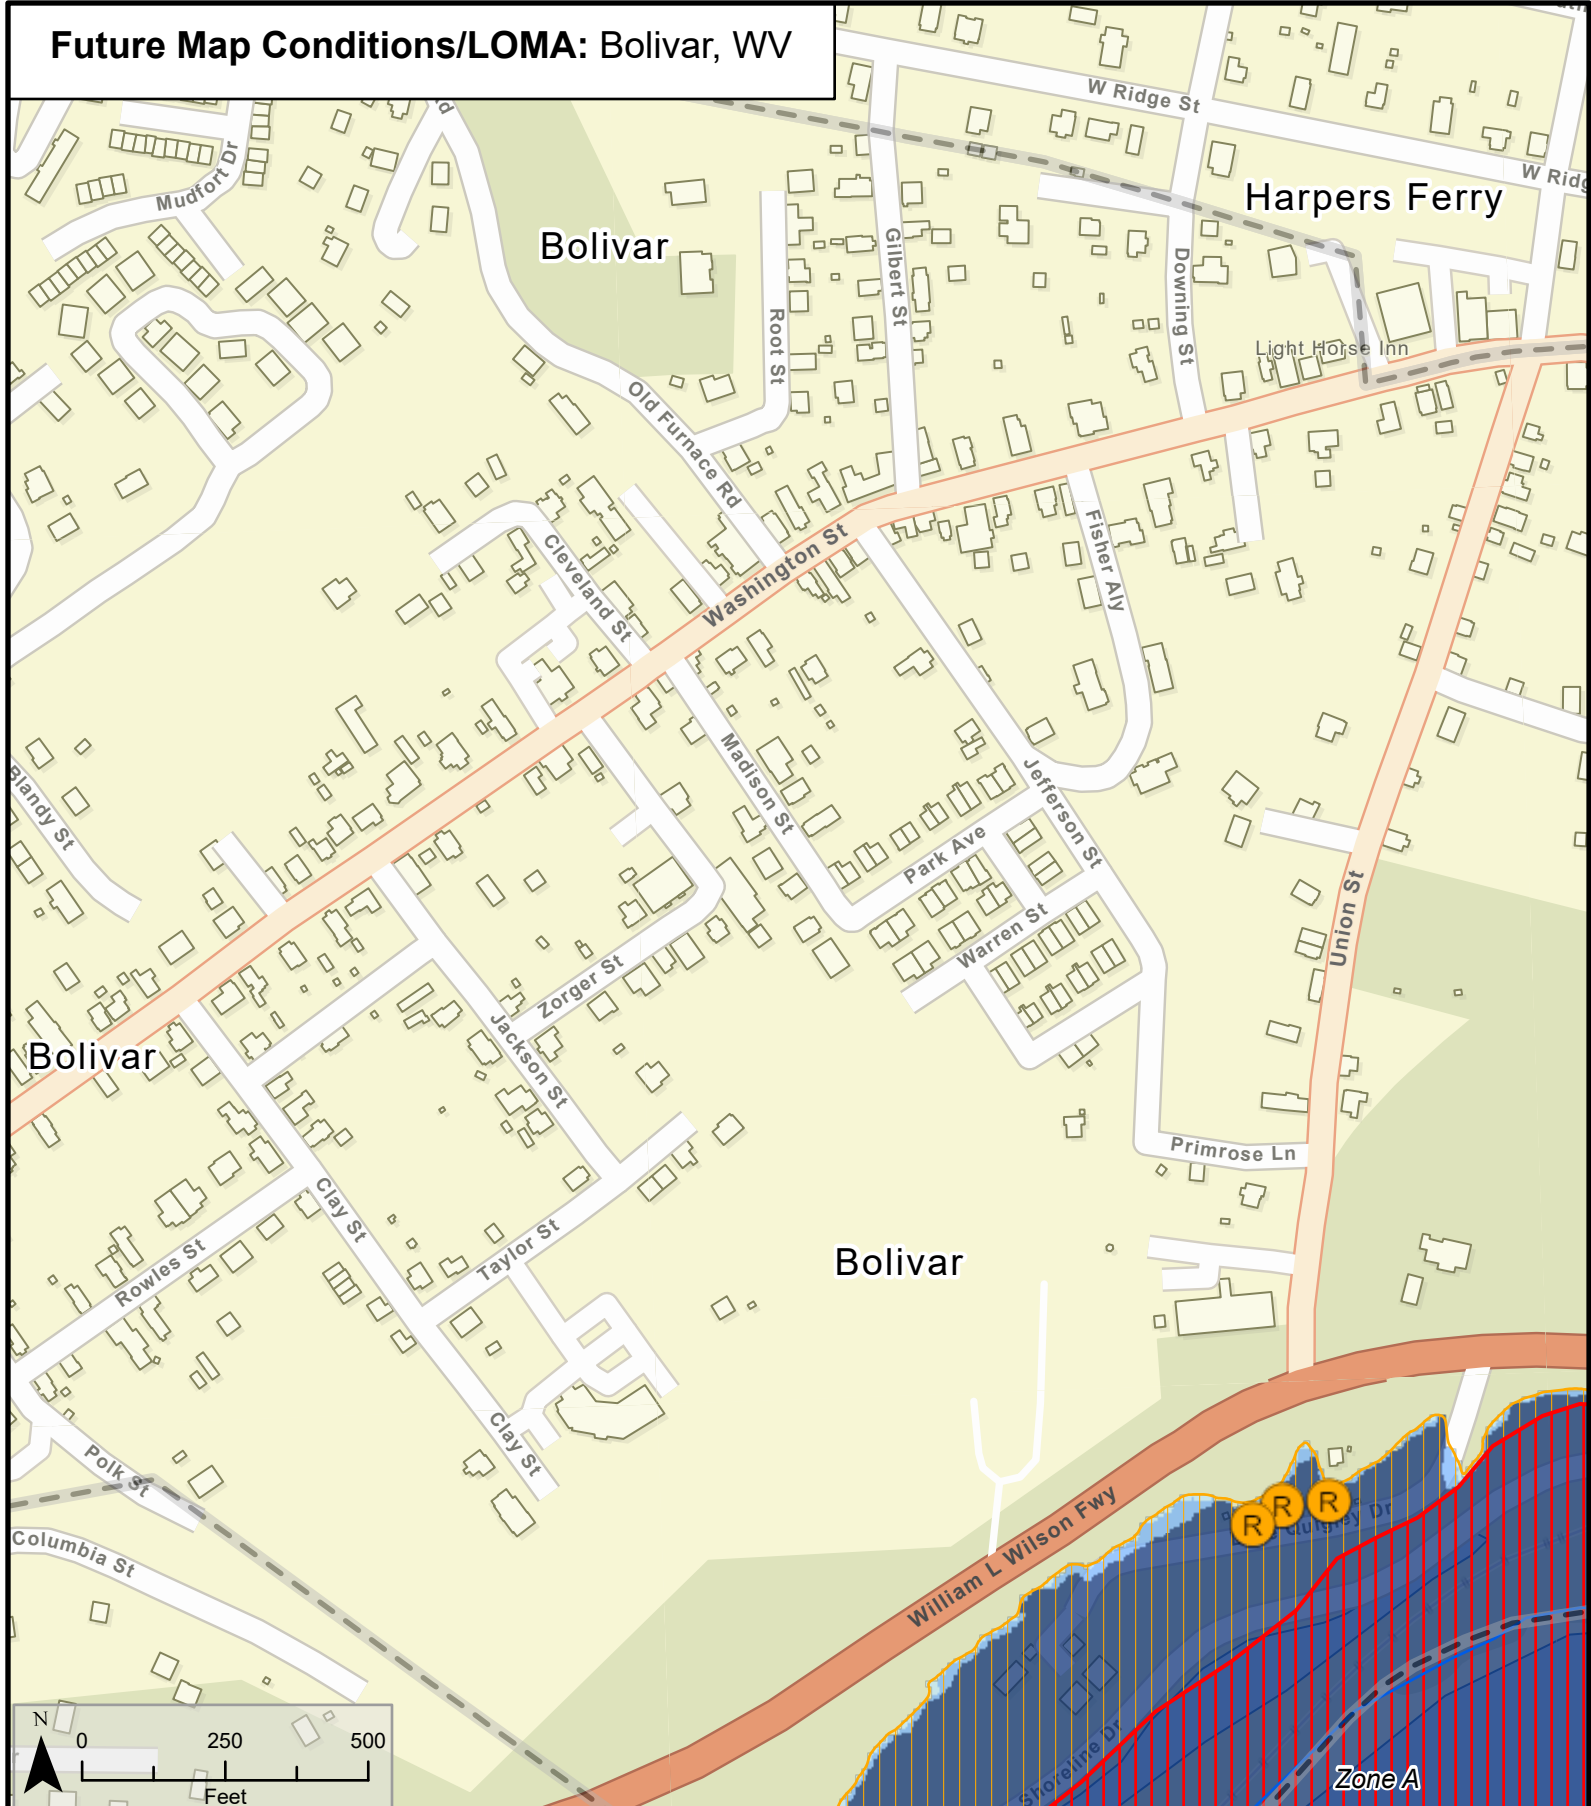 Future Map Conditions/LOMA: Bolivar, WV
W Ridge St
W Ridg
Mudfort Dr
Harpers Ferry
Bolivar
Gilbert St
Downing St
Root St
Light Horse Inn
Old Furnace Rd
Washington St
Fisher Aly
Cleveland St
Madison St
Jefferson St
Blandy St
Park Ave
Union St
Warren St
Zorger St
Jackson St
Bolivar
Primrose Ln
Clay St
Taylor St
Rowles St
Bolivar
Clay St
Polk St
Quigley Dr
R
R
R
William L Wilson Fwy
Columbia St
Shoreline Dr
Zone A
N
0 250 500
Feet